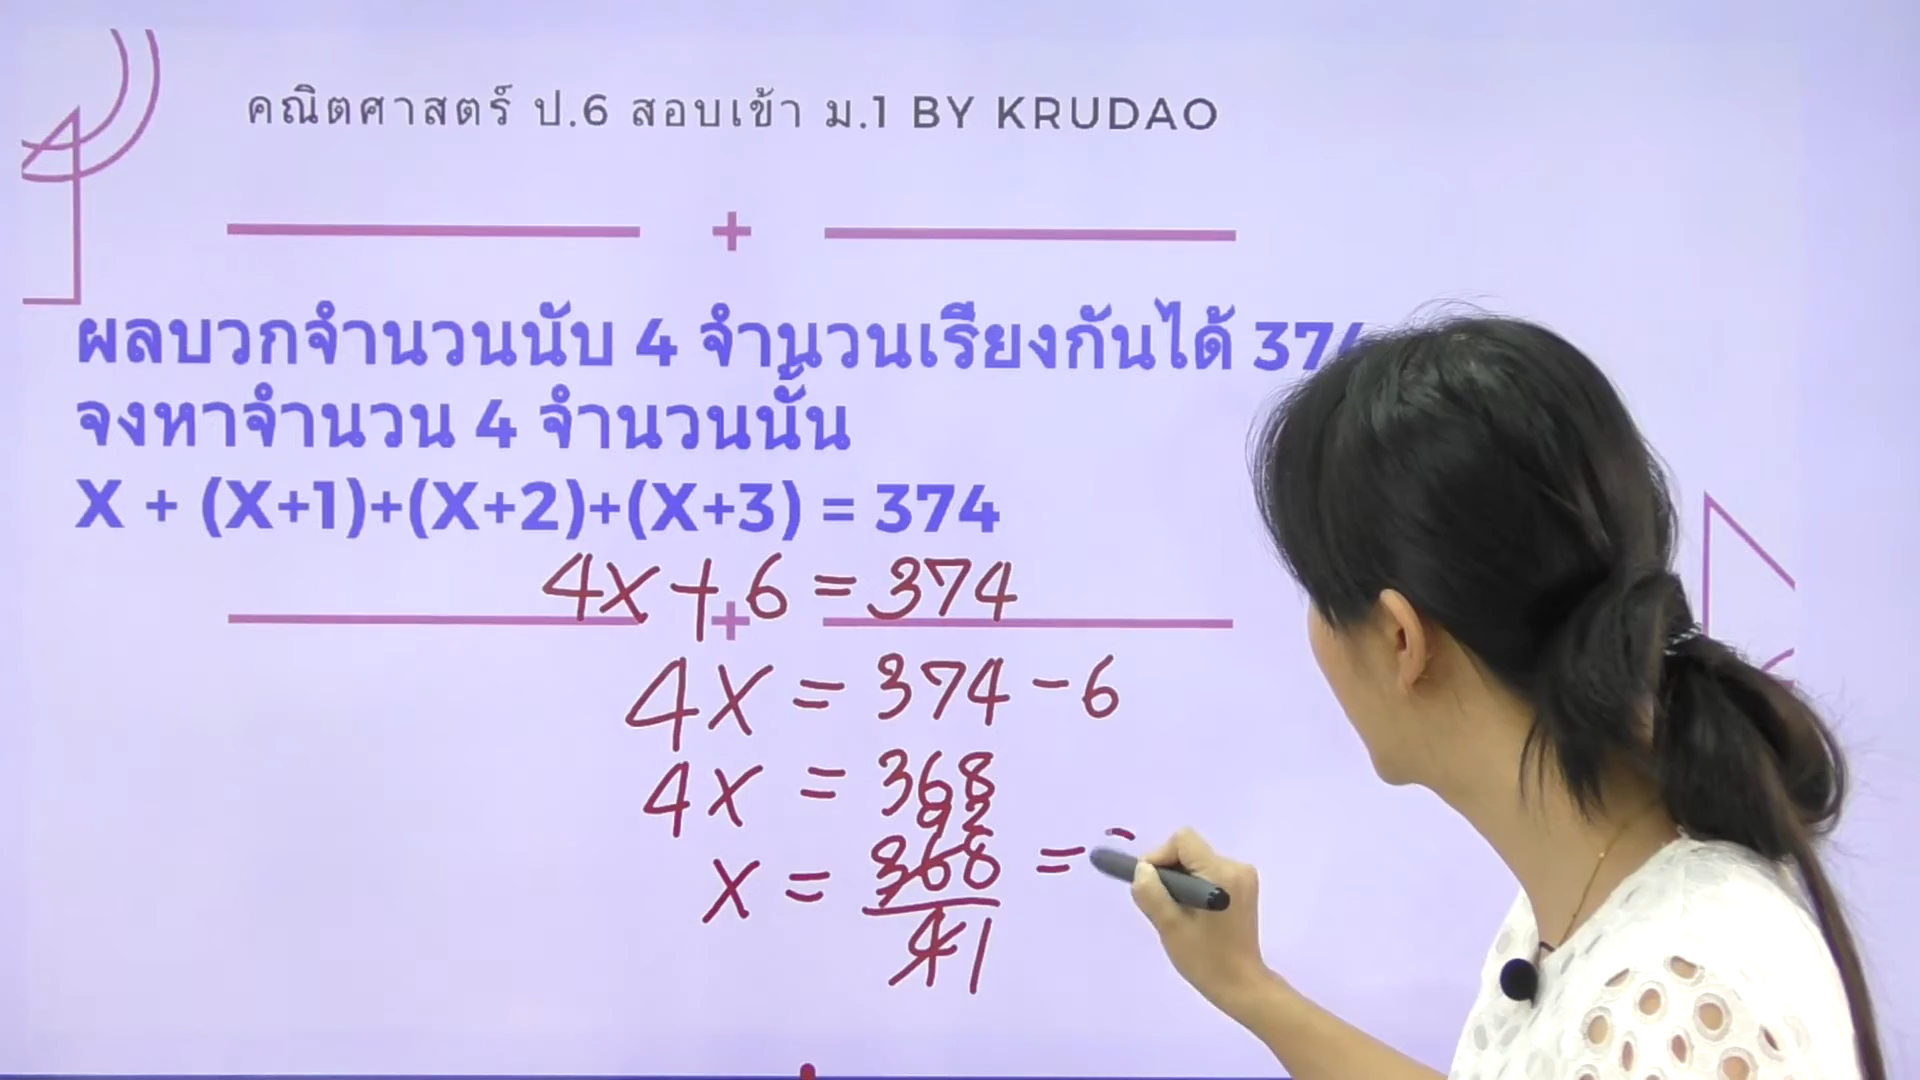 คณิตศาสตร์ ป.6 สอบเข้า ม.1 BY KRUDAO
ผลบวกจำนวนนับ 4 จำนวนเรียงกันได้ 374
จงหาจำนวน 4 จำนวนนั้น
X + (X+1)+(X+2)+(X+3) = 374
4x + 6 = 374
4x = 374 - 6
4x = 368
92
x = 368 =
4 1